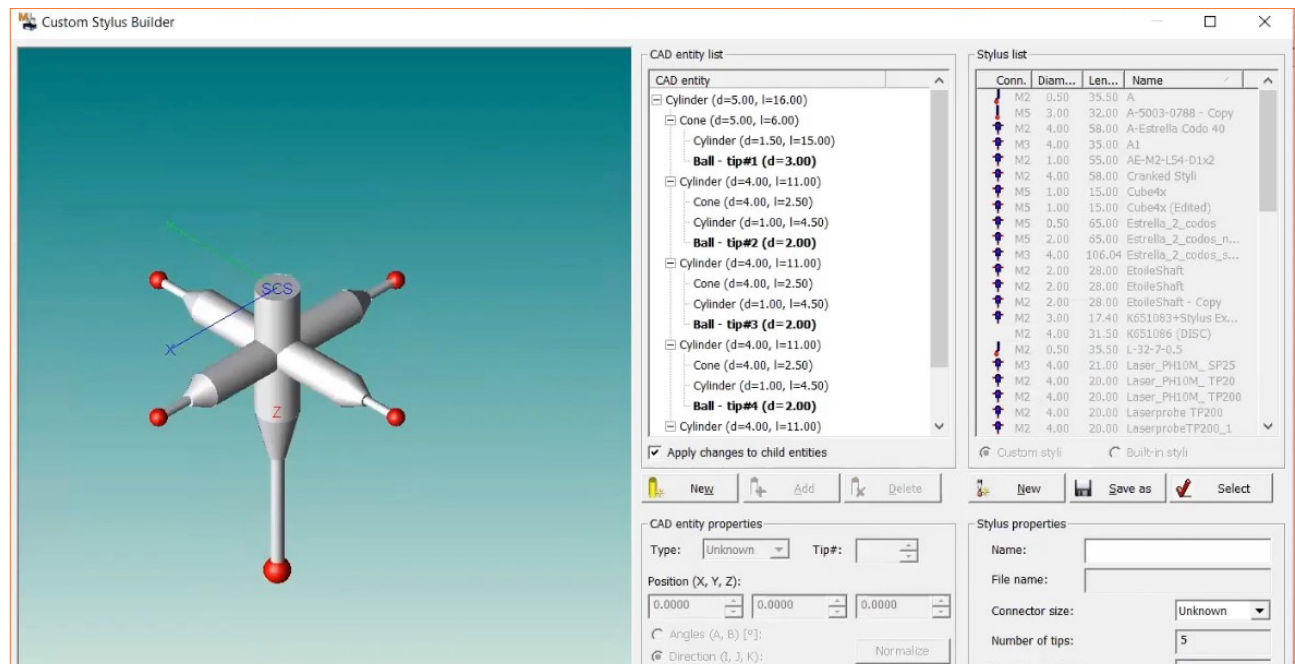 Custom Stylus Builder
SCS
X
Z
CAD entity list
CAD entity
Cylinder (d=5.00, l=16.00)
Cone (d=5.00, l=6.00)
Cylinder (d=1.50, l=15.00)
Ball - tip#1 (d=3.00)
Cylinder (d=4.00, l=11.00)
Cone (d=4.00, l=2.50)
Cylinder (d=1.00, l=4.50)
Ball - tip#2 (d=2.00)
Cylinder (d=4.00, l=11.00)
Cone (d=4.00, l=2.50)
Cylinder (d=1.00, l=4.50)
Ball - tip#3 (d=2.00)
Cylinder (d=4.00, l=11.00)
Cone (d=4.00, l=2.50)
Cylinder (d=1.00, l=4.50)
Ball - tip#4 (d=2.00)
Cylinder (d=4.00, l=11.00)
Apply changes to child entities
New Add Delete
CAD entity properties
Type: Unknown Tip#:
Position (X, Y, Z):
0.0000 0.0000 0.0000
Angles (A, B) [°]:
Direction (I, J, K):
Normalize
Stylus list
Conn. Diam... Len... Name
M2 0.50 35.50 A
M5 3.00 32.00 A-5003-0788 - Copy
M2 4.00 58.00 A-Estrella Codo 40
M3 4.00 35.00 A1
M2 1.00 55.00 AE-M2-L54-D1x2
M2 4.00 58.00 Cranked Styli
M5 1.00 15.00 Cube4x
M5 1.00 15.00 Cube4x (Edited)
M5 0.50 65.00 Estrella_2_codos
M5 2.00 65.00 Estrella_2_codos_n...
M3 4.00 106.04 Estrella_2_codos_s...
M2 2.00 28.00 EtoileShaft
M2 2.00 28.00 EtoileShaft
M2 2.00 28.00 EtoileShaft - Copy
M2 3.00 17.40 K651083+Stylus Ex...
M2 4.00 31.50 K651086 (DISC)
M2 0.50 35.50 L-32-7-0.5
M3 4.00 21.00 Laser_PH10M_ SP25
M2 4.00 20.00 Laser_PH10M_ TP20
M2 4.00 20.00 Laser_PH10M_ TP200
M2 4.00 20.00 Laserprobe TP200
M2 4.00 20.00 LaserprobeTP200_1
Custom styli Built-in styli
New Save as Select
Stylus properties
Name:
File name:
Connector size: Unknown
Number of tips: 5